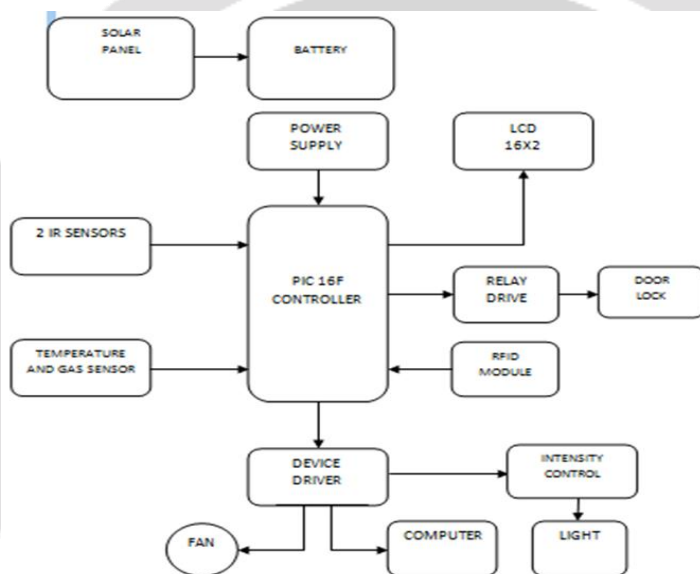 SOLAR
PANEL
BATTERY
POWER
SUPPLY
LCD
16X2
2 IR SENSORS
PIC 16F
CONTROLLER
RELAY
DRIVE
DOOR
LOCK
TEMPERATURE
AND GAS SENSOR
RFID
MODULE
DEVICE
DRIVER
INTENSITY
CONTROL
FAN
COMPUTER
LIGHT